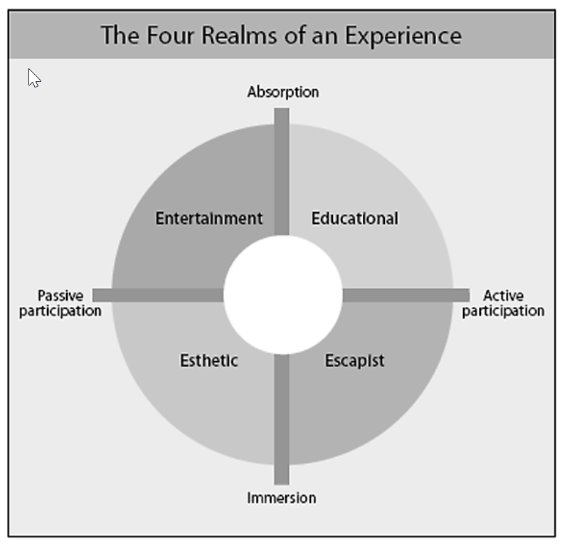 The Four Realms of an Experience
Absorption
Entertainment
Educational
Passive
participation
Active
participation
Esthetic
Escapist
Immersion